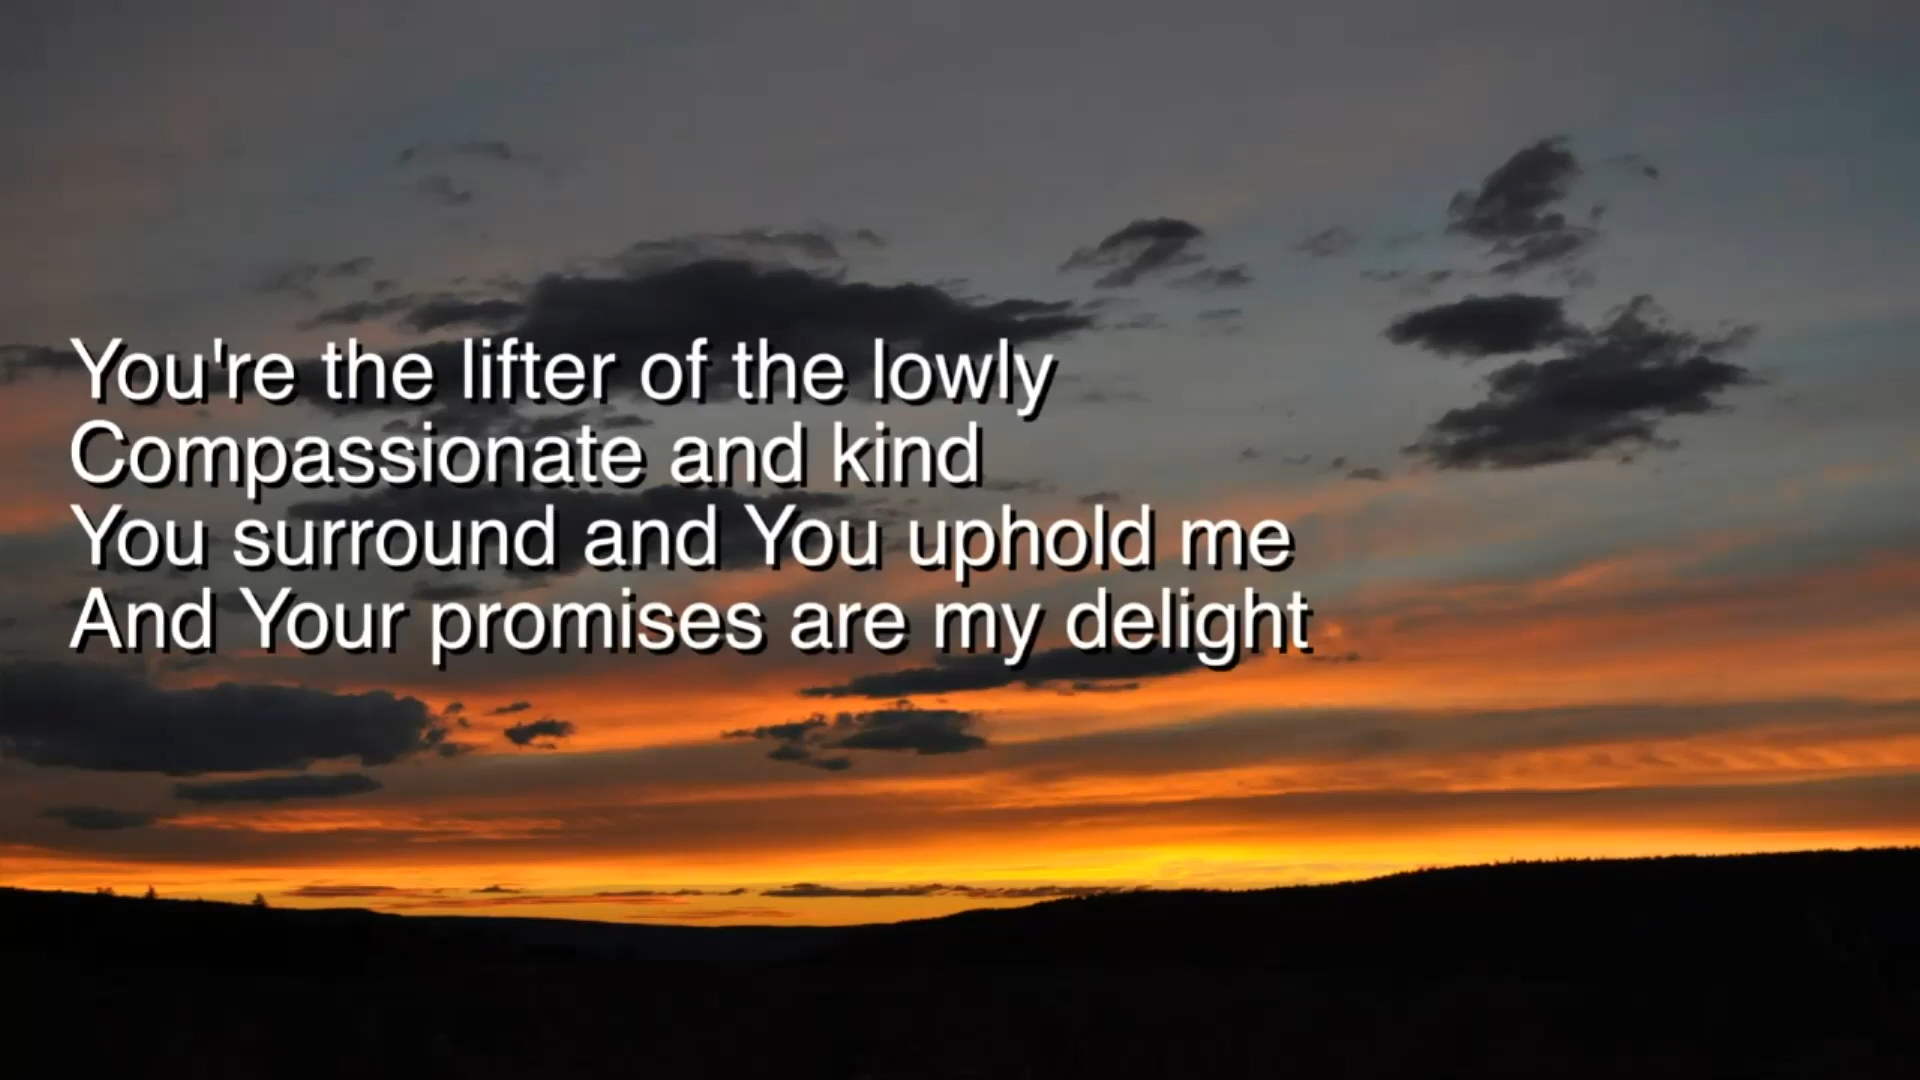 You're the lifter of the lowly
Compassionate and kind
You surround and You uphold me
And Your promises are my delight